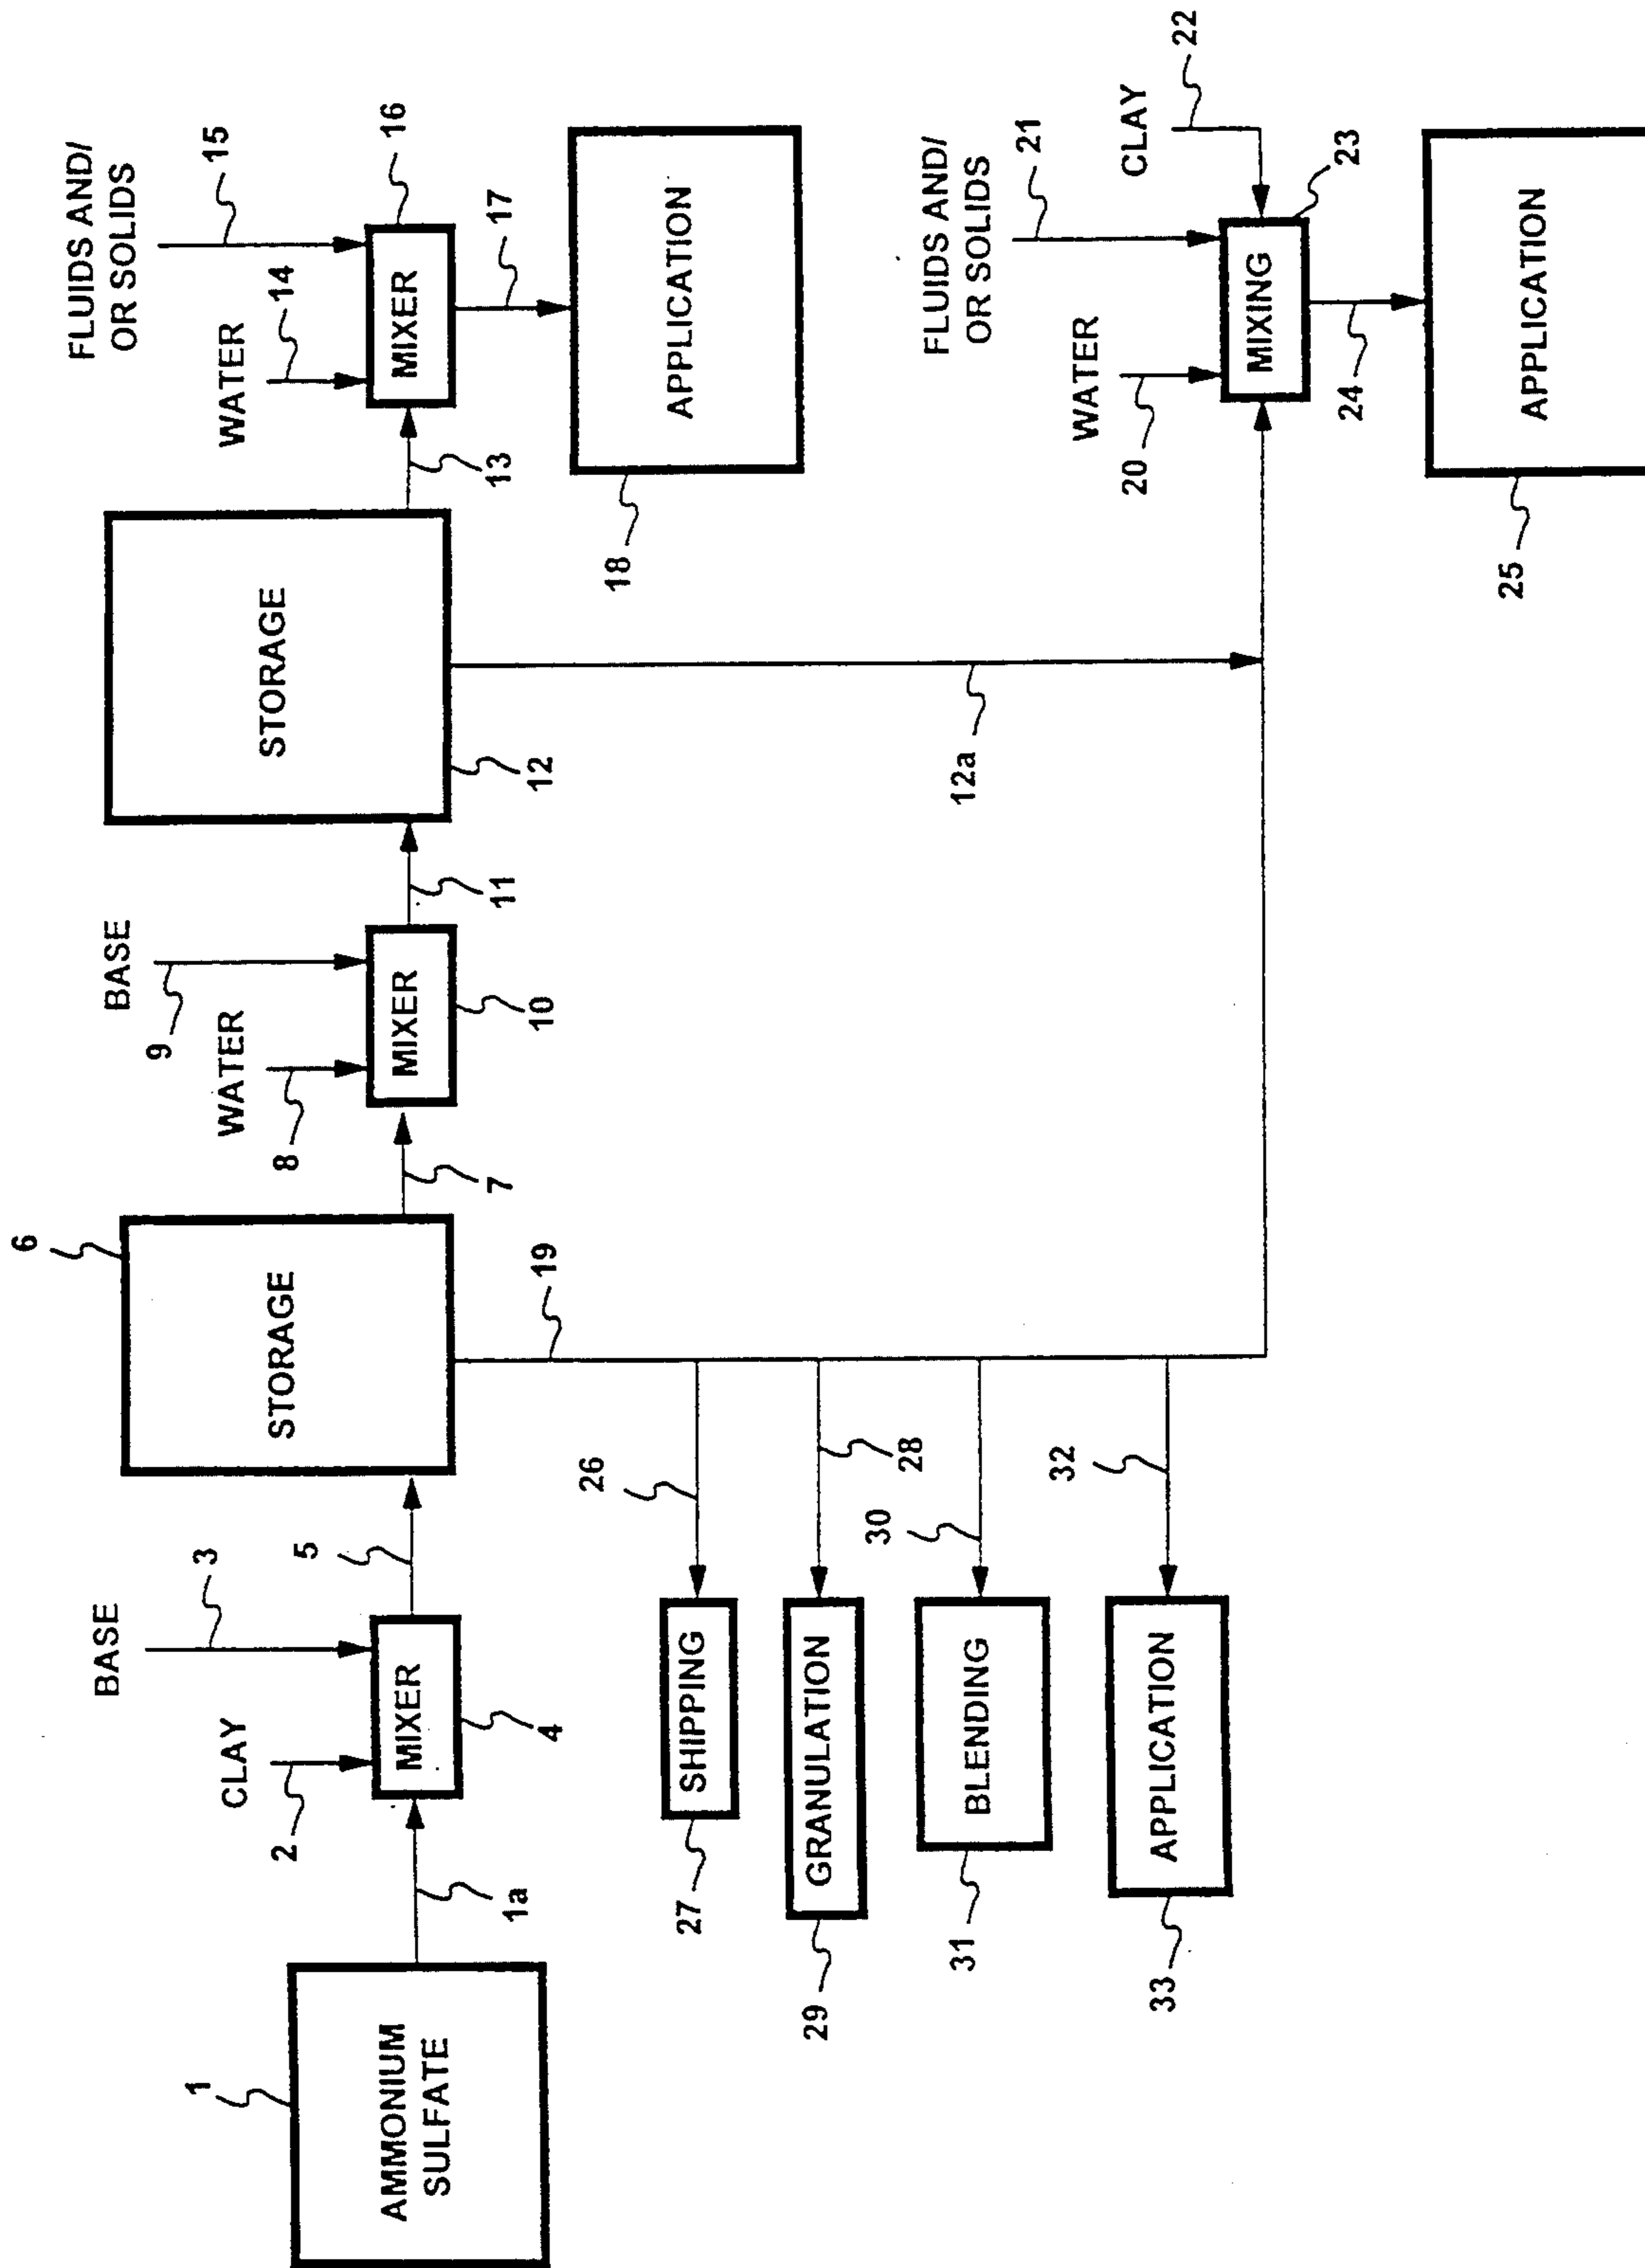 FLUIDS AND/
OR SOLIDS
15
WATER
14
BASE
9
WATER
8
6
BASE
3
CLAY
2
1
AMMONIUM
SULFATE
1a
MIXER
4
5
STORAGE
7
MIXER
10
11
STORAGE
12
13
MIXER
16
17
APPLICATION
18
19
12a
26
SHIPPING
27
28
GRANULATION
29
30
BLENDING
31
32
APPLICATION
33
FLUIDS AND/
OR SOLIDS
21
WATER
20
CLAY
22
MIXING
23
24
APPLICATION
25